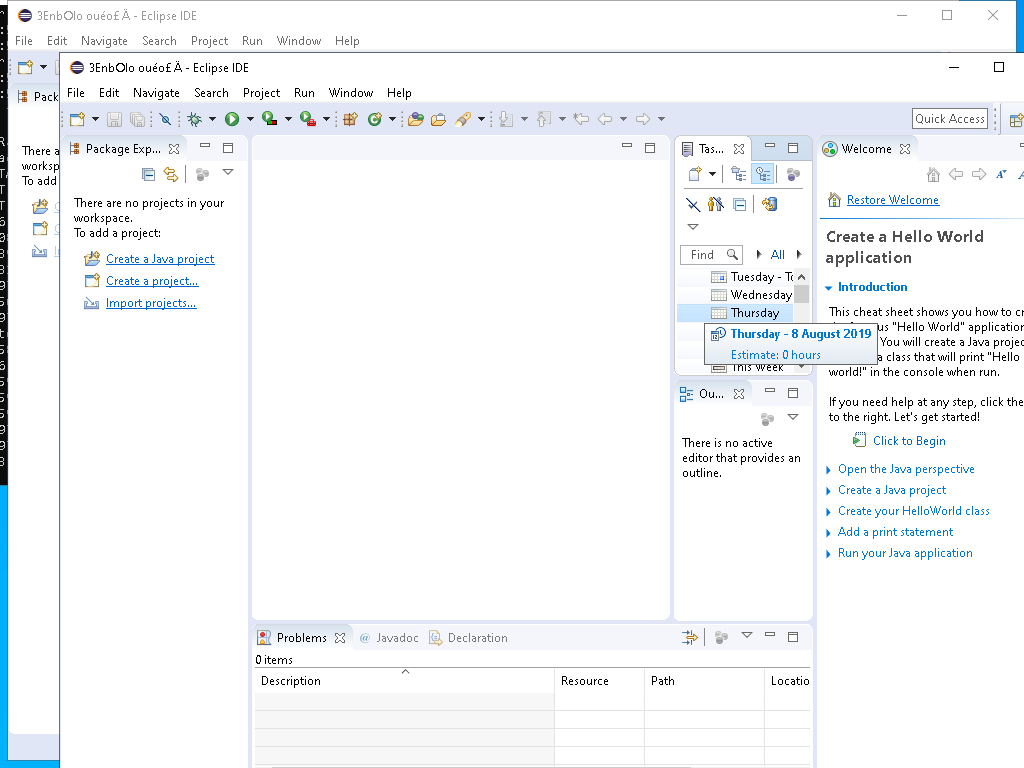 3EnbOlo ouéo£ Ä - Eclipse IDE
File Edit Navigate Search Project Run Window Help
Pack
There a
worksp
To add
3EnbOlo ouéo£ Ä - Eclipse IDE
File Edit Navigate Search Project Run Window Help
Quick Access
Package Exp...
There are no projects in your
workspace.
To add a project:
Create a Java project
Create a project...
Import projects...
Tas...
Find
All
Tuesday - To
Wednesday
Thursday
Thursday - 8 August 2019
Estimate: 0 hours
This Week
Ou...
There is no active
editor that provides an
outline.
Welcome
Restore Welcome
Create a Hello World
application
Introduction
This cheat sheet shows you how to cr
us "Hello World" application
You will create a Java projec
a class that will print "Hello
world!" in the console when run.
If you need help at any step, click the
to the right. Let's get started!
Click to Begin
Open the Java perspective
Create a Java project
Create your HelloWorld class
Add a print statement
Run your Java application
Problems @ Javadoc Declaration
0 items
Description Resource Path Locatio